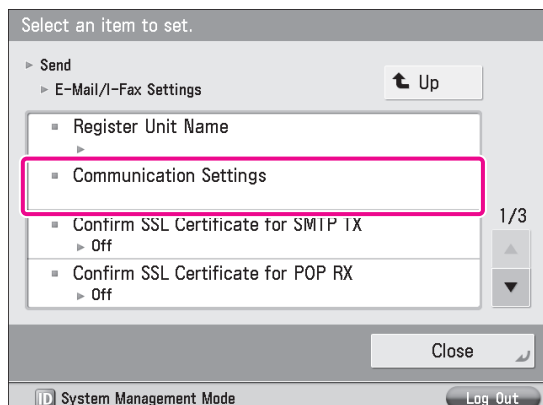 Select an item to set.
Send
E-Mail/I-Fax Settings
Up
Register Unit Name
Communication Settings
Confirm SSL Certificate for SMTP TX
Off
Confirm SSL Certificate for POP RX
Off
1/3
Close
ID System Management Mode
Log Out